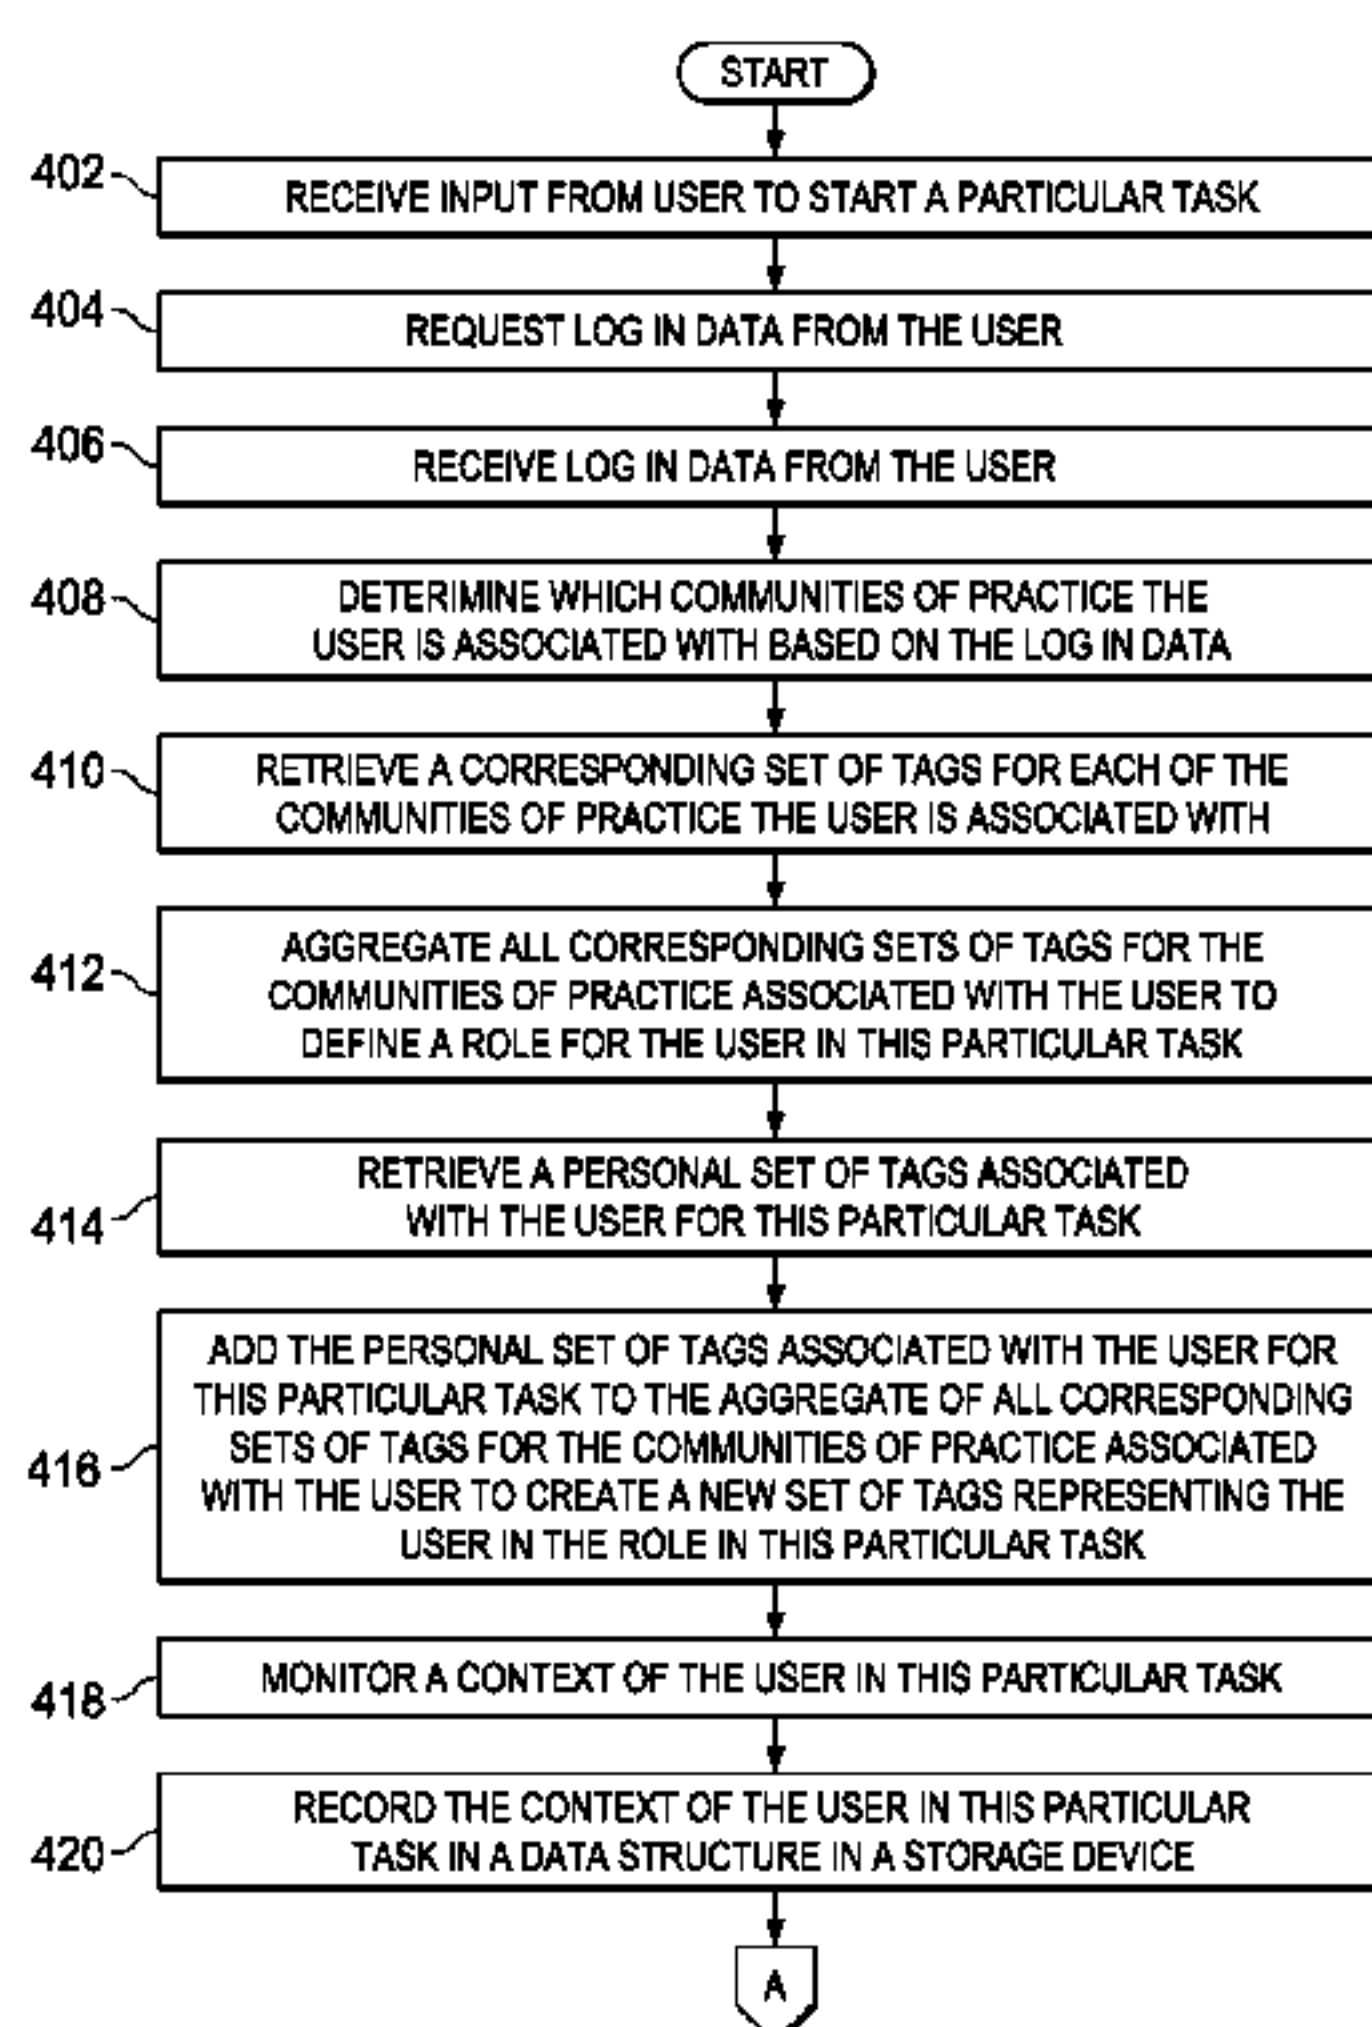 START
402
RECEIVE INPUT FROM USER TO START A PARTICULAR TASK
404
REQUEST LOG IN DATA FROM THE USER
406
RECEIVE LOG IN DATA FROM THE USER
408
DETERIMINE WHICH COMMUNITIES OF PRACTICE THE
USER IS ASSOCIATED WITH BASED ON THE LOG IN DATA
410
RETRIEVE A CORRESPONDING SET OF TAGS FOR EACH OF THE
COMMUNITIES OF PRACTICE THE USER IS ASSOCIATED WITH
412
AGGREGATE ALL CORRESPONDING SETS OF TAGS FOR THE
COMMUNITIES OF PRACTICE ASSOCIATED WITH THE USER TO
DEFINE A ROLE FOR THE USER IN THIS PARTICULAR TASK
414
RETRIEVE A PERSONAL SET OF TAGS ASSOCIATED
WITH THE USER FOR THIS PARTICULAR TASK
416
ADD THE PERSONAL SET OF TAGS ASSOCIATED WITH THE USER FOR
THIS PARTICULAR TASK TO THE AGGREGATE OF ALL CORRESPONDING
SETS OF TAGS FOR THE COMMUNITIES OF PRACTICE ASSOCIATED
WITH THE USER TO CREATE A NEW SET OF TAGS REPRESENTING THE
USER IN THE ROLE IN THIS PARTICULAR TASK
418
MONITOR A CONTEXT OF THE USER IN THIS PARTICULAR TASK
420
RECORD THE CONTEXT OF THE USER IN THIS PARTICULAR
TASK IN A DATA STRUCTURE IN A STORAGE DEVICE
A